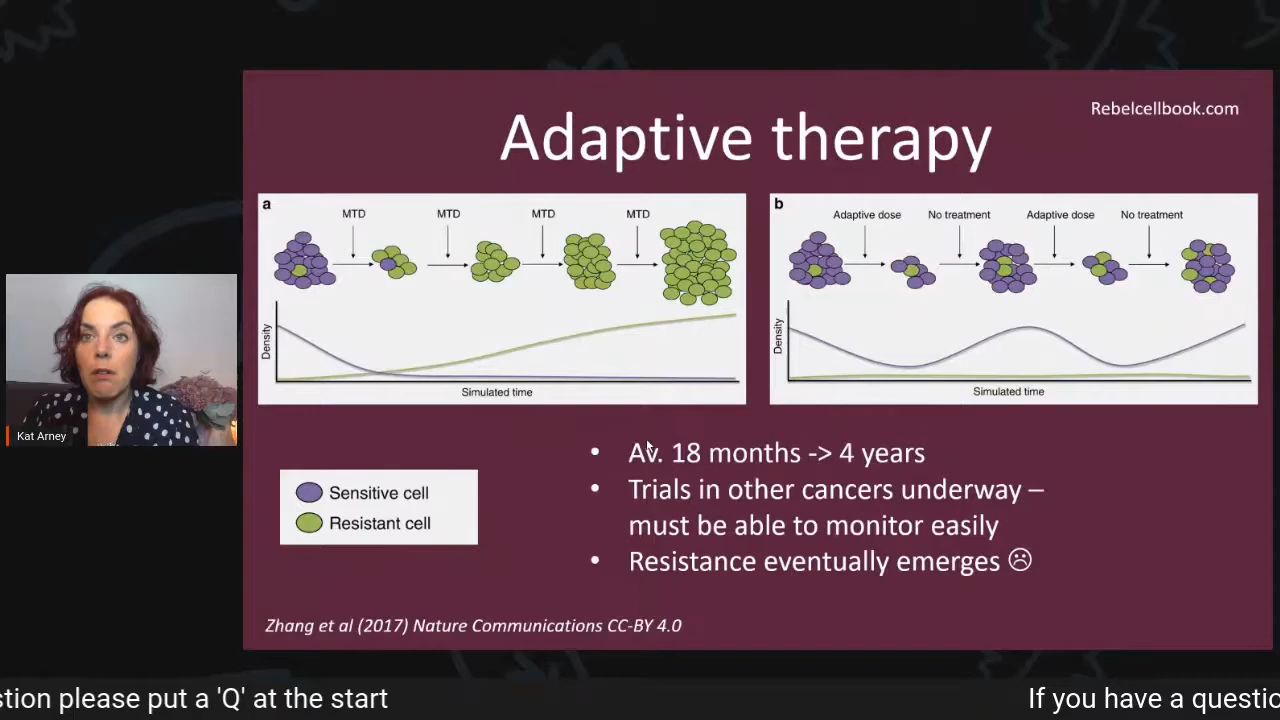 Rebelcellbook.com
Adaptive therapy
a
MTD MTD MTD MTD
Density
Simulated time
b
Adaptive dose No treatment Adaptive dose No treatment
Density
Simulated time
Sensitive cell
Resistant cell
• Av. 18 months -> 4 years
• Trials in other cancers underway –
must be able to monitor easily
• Resistance eventually emerges ☹
Zhang et al (2017) Nature Communications CC-BY 4.0
Kat Arney
stion please put a 'Q' at the start
If you have a questio